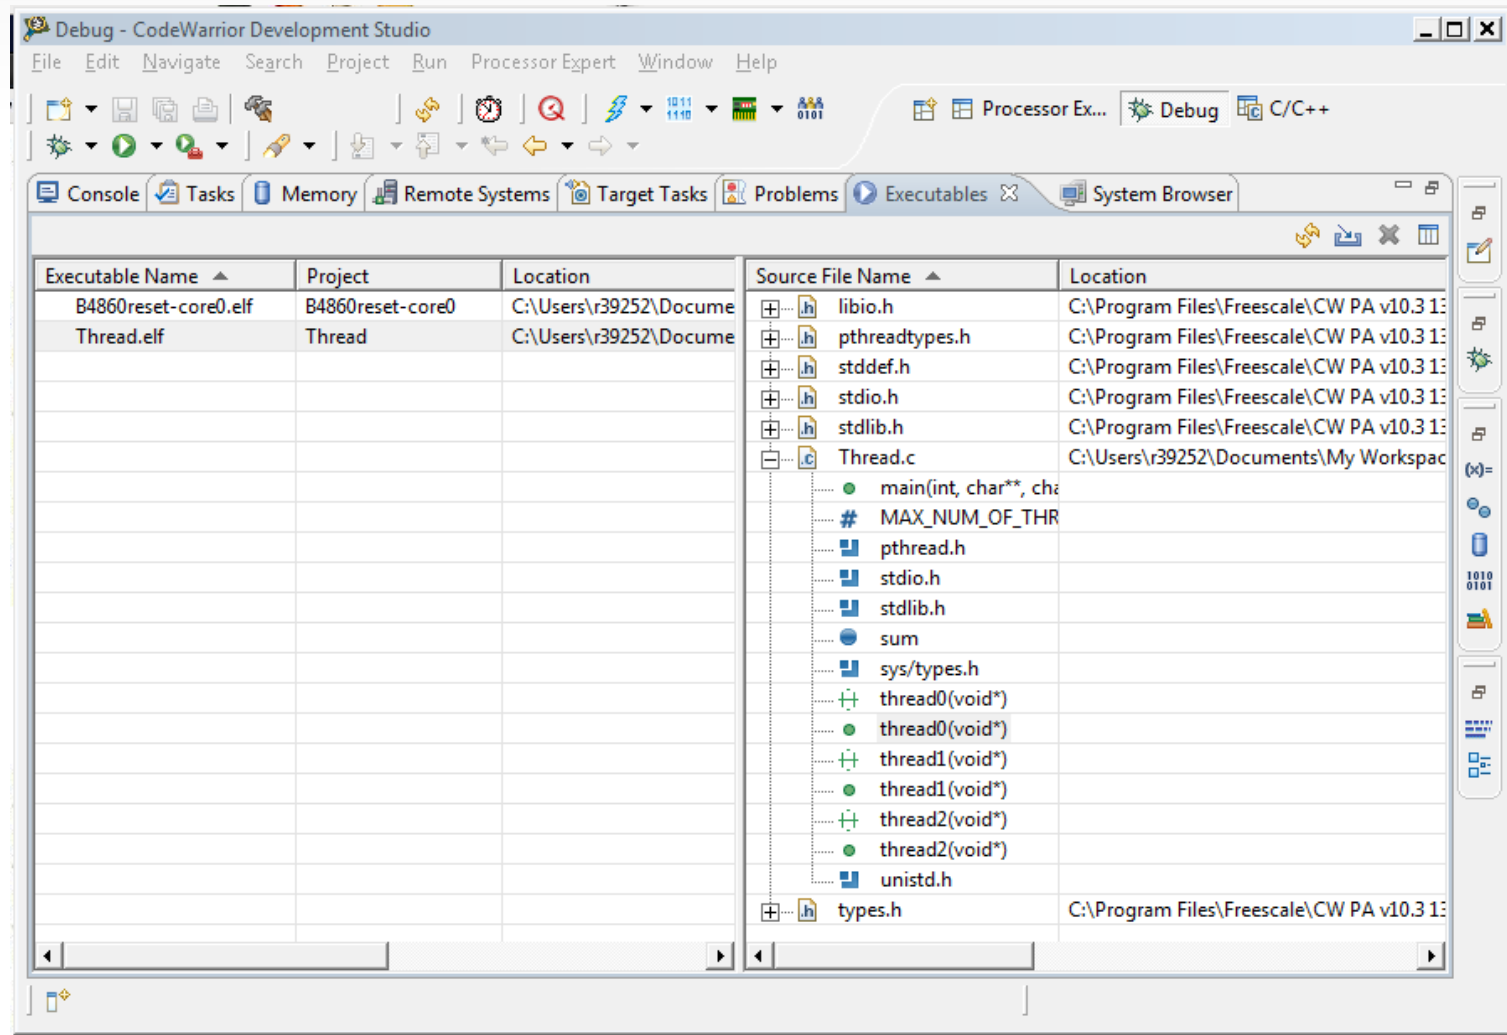 Debug - CodeWarrior Development Studio
File Edit Navigate Search Project Run Processor Expert Window Help
Processor Ex... Debug C/C++
Console Tasks Memory Remote Systems Target Tasks Problems Executables System Browser
Executable Name Project Location Source File Name Location
B4860reset-core0.elf B4860reset-core0 C:\Users\r39252\Docume libio.h C:\Program Files\Freescale\CW PA v10.3 13
Thread.elf Thread C:\Users\r39252\Docume pthreadtypes.h C:\Program Files\Freescale\CW PA v10.3 13
stddef.h C:\Program Files\Freescale\CW PA v10.3 13
stdio.h C:\Program Files\Freescale\CW PA v10.3 13
stdlib.h C:\Program Files\Freescale\CW PA v10.3 13
Thread.c C:\Users\r39252\Documents\My Workspac
main(int, char**, cha
MAX_NUM_OF_THR
pthread.h
stdio.h
stdlib.h
sum
sys/types.h
thread0(void*)
thread0(void*)
thread1(void*)
thread1(void*)
thread2(void*)
thread2(void*)
unistd.h
types.h C:\Program Files\Freescale\CW PA v10.3 13